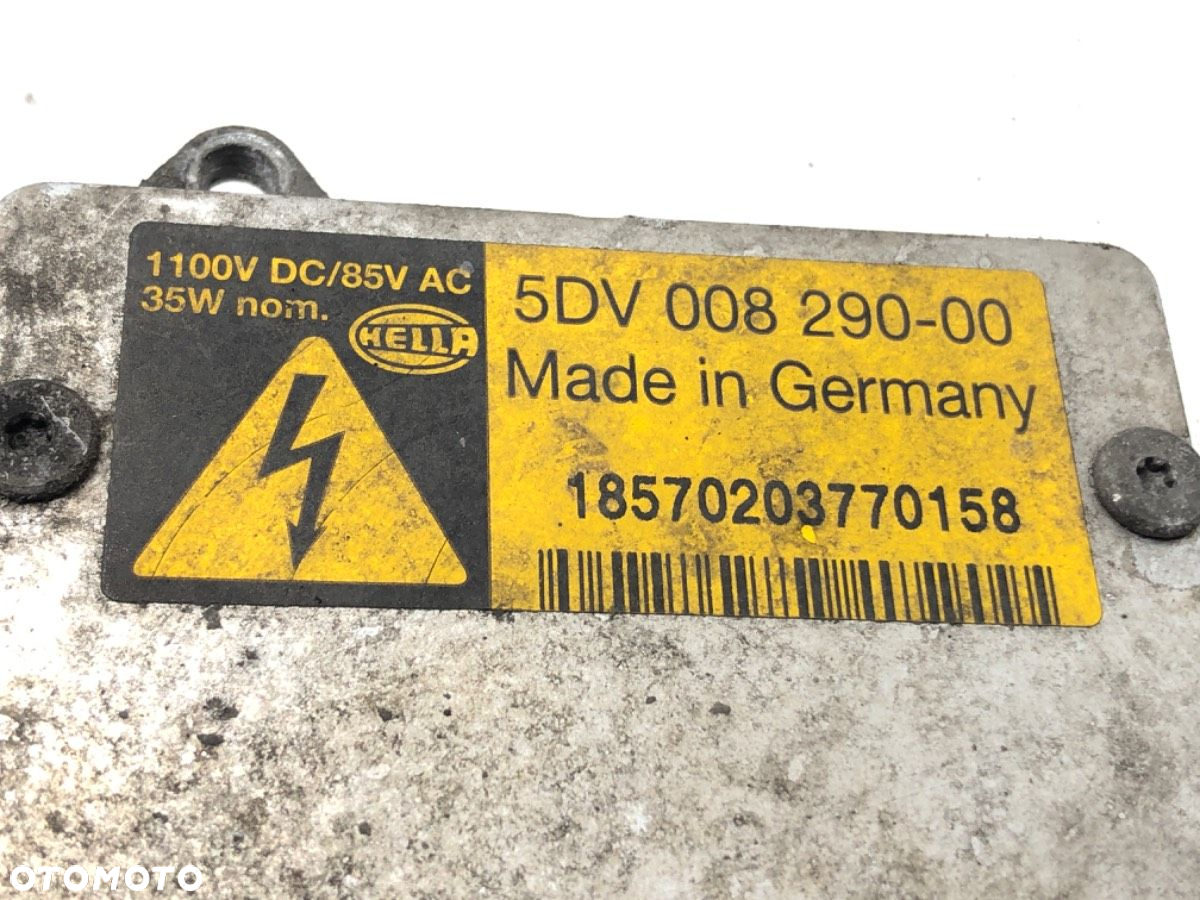 1100V DC/85V AC
35W nom.
HELLA
5DV 008 290-00
Made in Germany
18570203770158
OTOMOTO